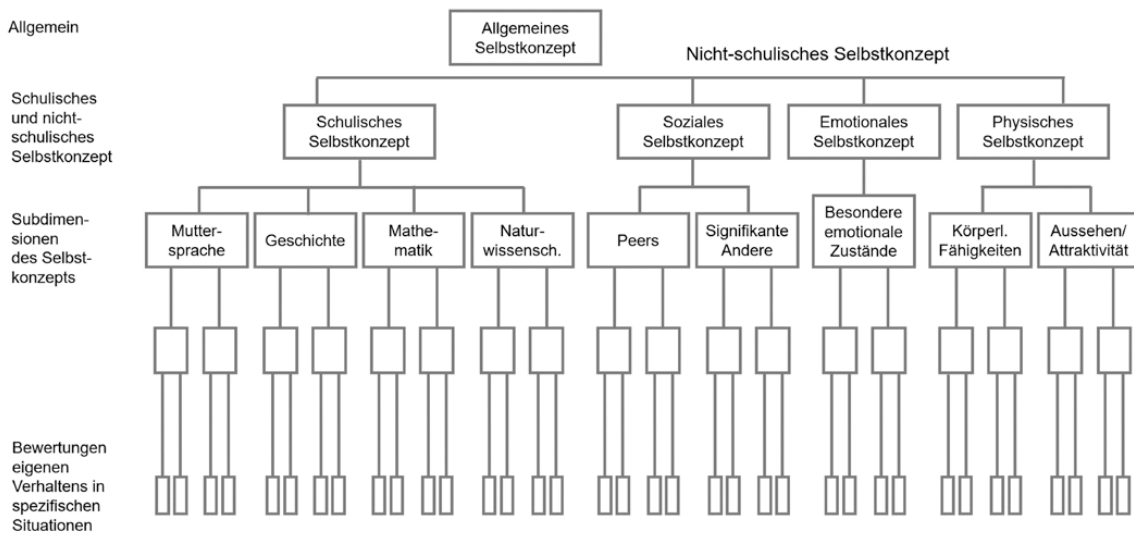 Allgemein
Allgemeines
Selbstkonzept
Nicht-schulisches Selbstkonzept
Schulisches
und nicht-
schulisches
Selbstkonzept
Schulisches
Selbstkonzept
Soziales
Selbstkonzept
Emotionales
Selbstkonzept
Physisches
Selbstkonzept
Subdimen-
sionen
des Selbst-
konzepts
Mutter-
sprache
Geschichte
Mathe-
matik
Natur-
wissensch.
Peers
Signifikante
Andere
Besondere
emotionale
Zustände
Körperl.
Fähigkeiten
Aussehen/
Attraktivität
Bewertungen
eigenen
Verhaltens in
spezifischen
Situationen